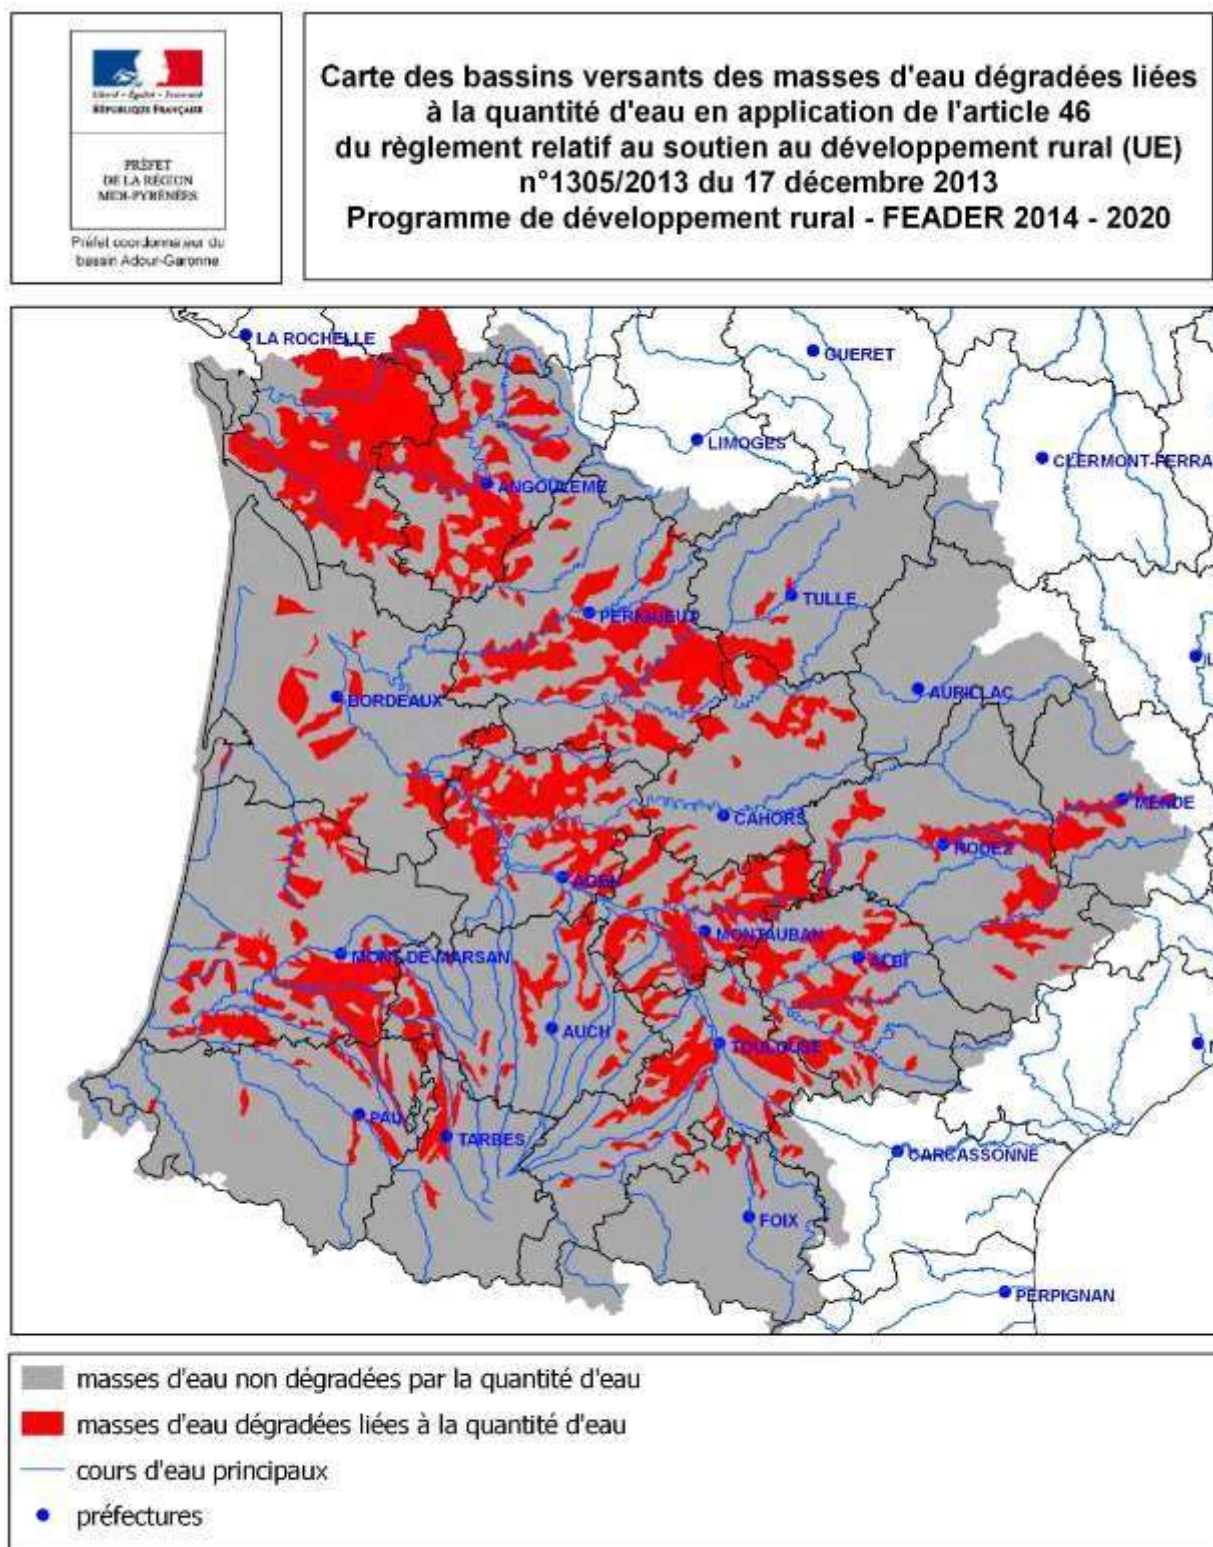 Liberté • Égalité • Fraternité
RÉPUBLIQUE FRANÇAISE
PRÉFET
DE LA RÉGION
MIDI-PYRÉNÉES
Préfet coordonnateur du
bassin Adour-Garonne
Carte des bassins versants des masses d'eau dégradées liées
à la quantité d'eau en application de l'article 46
du règlement relatif au soutien au développement rural (UE)
n°1305/2013 du 17 décembre 2013
Programme de développement rural - FEADER 2014 - 2020
LA ROCHELLE
GUERET
LIMOGES
CLERMONT-FERRA
ANGOULEME
TULLE
PERIGUEUX
L
AURILLAC
BORDEAUX
MENDE
CAHORS
RODEZ
AGEN
MONTAUBAN
MONT-DE-MARSAN
ALBI
AUCH
TOULOUSE
PAU
TARBES
CARCASSONNE
FOIX
PERPIGNAN
masses d'eau non dégradées par la quantité d'eau
masses d'eau dégradées liées à la quantité d'eau
cours d'eau principaux
préfectures